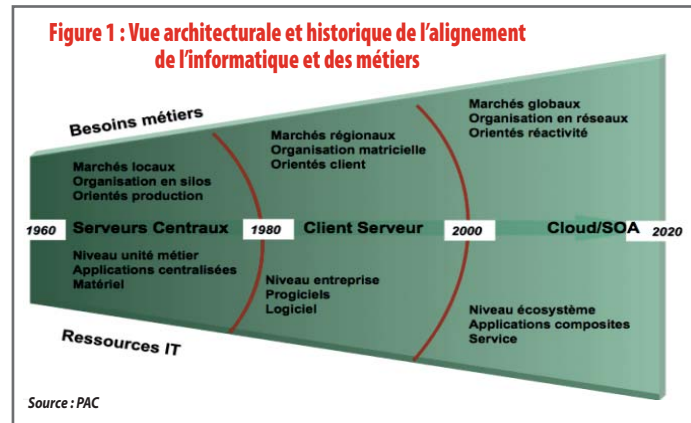 Figure 1 : Vue architecturale et historique de l'alignement
de l'informatique et des métiers
Besoins métiers
Marchés locaux
Organisation en silos
Orientés production
Marchés régionaux
Organisation matricielle
Orientés client
Marchés globaux
Organisation en réseaux
Orientés réactivité
1960 Serveurs Centraux 1980 Client Serveur 2000 Cloud/SOA 2020
Niveau unité métier
Applications centralisées
Matériel
Niveau entreprise
Progiciels
Logiciel
Niveau écosystème
Applications composites
Service
Ressources IT
Source : PAC